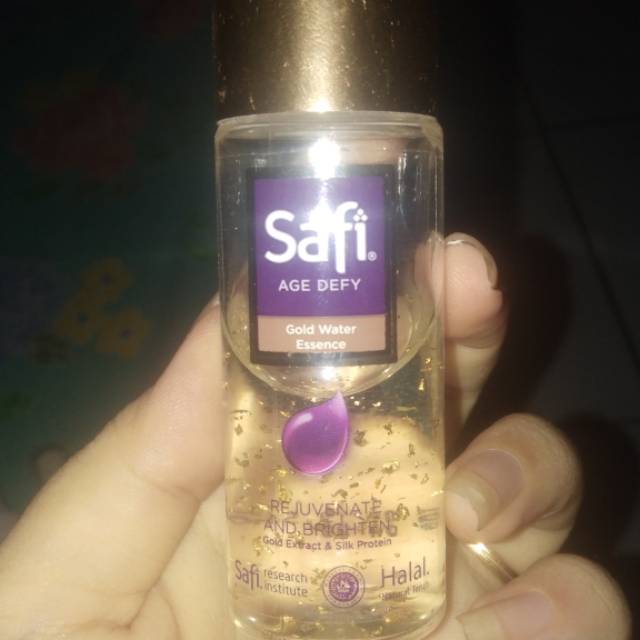 Safi®
AGE DEFY
Gold Water
Essence
REJUVENATE
AND BRIGHTEN
Gold Extract & Silk Protein
Safi. research
institute
Halal.